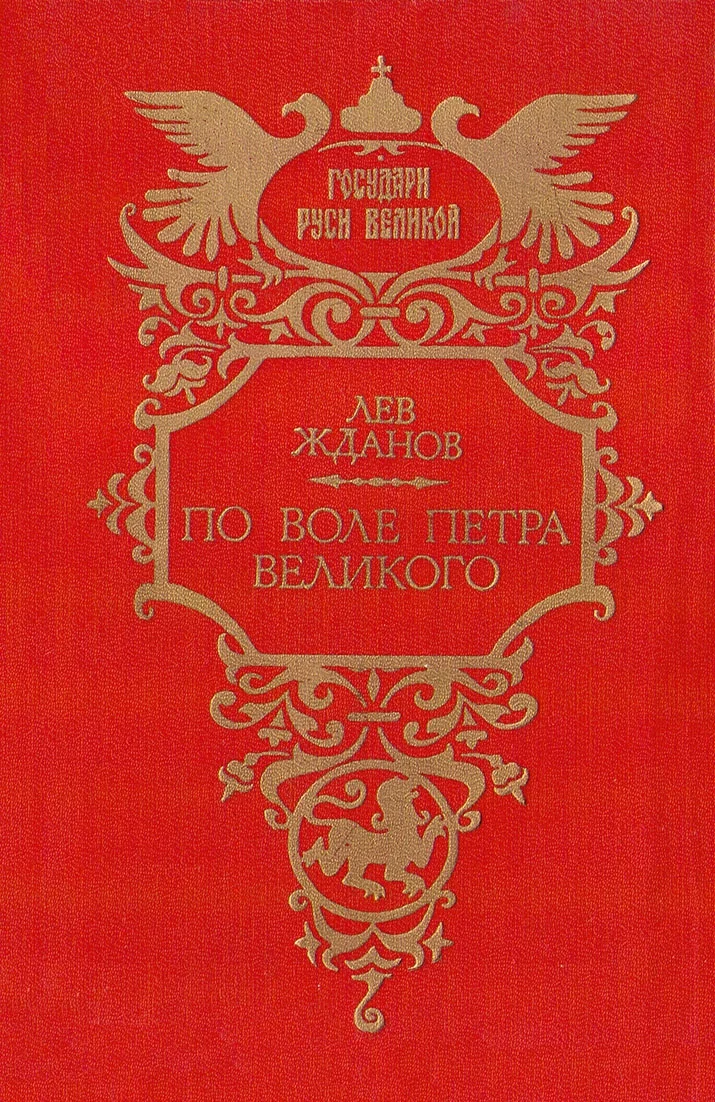 ГОСУДАРИ
РУСИ ВЕЛИКОЙ
ЛЕВ
ЖДАНОВ
ПО ВОЛЕ ПЕТРА
ВЕЛИКОГО